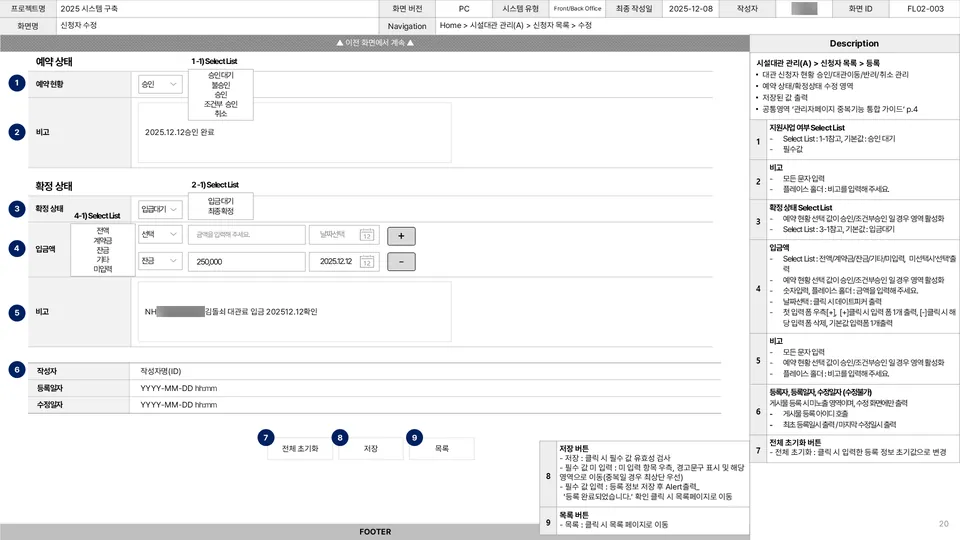 프로젝트명 2025 시스템 구축 화면 버전 PC 시스템 유형 Front/Back Office 최종 작성일 2025-12-08 작성자 화면 ID FL02-003
화면명 신청자 수정 Navigation Home > 시설대관 관리(A) > 신청자 목록 > 수정
▲ 이전 화면에서 계속 ▲
예약 상태
1 -1) Select List
1 예약 현황 승인
승인 대기
불승인
승인
조건부 승인
취소
2 비고 2025.12.12승인 완료
확정 상태
2 -1) Select List
입금 대기
최종 확정
3 확정 상태 입급대기
4-1) Select List
전액
계약금
잔금
기타
미입력
4 입금액 선택 금액을 입력해 주세요. 날짜선택 12 +
잔금 250,000 2025.12.12 12 -
5 비고 NH 김돌쇠 대관료 입금 202512.12확인
6 작성자 작성자명(ID)
등록일자 YYYY-MM-DD hh:mm
수정일자 YYYY-MM-DD hh:mm
7 전체 초기화
8 저장
9 목록
FOOTER
Description
시설대관 관리(A) > 신청자 목록 > 등록
• 대관 신청자 현황 승인/대관이동/반려/취소 관리
• 예약 상태/확정상태 수정 영역
• 저장된 값 출력
• 공통영역 '관리자페이지 중복기능 통합 가이드' p.4
1 지원사업 여부 Select List
- Select List : 1-1참고, 기본값 : 승인 대기
- 필수값
2 비고
- 모든 문자 입력
- 플레이스 홀더 : 비고를 입력해 주세요.
3 확정 상태 Select List
- 예약 현황 선택 값이 승인/조건부승인 일 경우 영역 활성화
- Select List : 3-1참고, 기본값 : 입금대기
4 입금액
- Select List : 전액/계약금/잔금/기타/미입력, 미선택시 '선택'출력
- 예약 현황 선택 값이 승인/조건부승인 일 경우 영역 활성화
- 숫자입력, 플레이스 홀더 : 금액을 입력해 주세요.
- 날짜선택 : 클릭 시 데이트피커 출력
- 첫 입력 폼 우측[+], [+]클릭 시 입력 폼 1개 출력, [-]클릭 시 해당 입력 폼 삭제, 기본값 입력폼 1개출력
5 비고
- 모든 문자 입력
- 예약 현황 선택 값이 승인/조건부승인 일 경우 영역 활성화
- 플레이스 홀더 : 비고를 입력해 주세요.
6 등록자, 등록일자, 수정일자 (수정불가)
게시물 등록 시 미노출 영역이며, 수정 화면에만 출력
- 게시물 등록 아이디 호출
- 최초 등록일시 출력 / 마지막 수정일시 출력
7 전체 초기화 버튼
- 전체 초기화 : 클릭 시 입력한 등록 정보 초기값으로 변경
8 저장 버튼
- 저장 : 클릭 시 필수 값 유효성 검사
- 필수 값 미 입력 : 미 입력 항목 우측, 경고문구 표시 및 해당
영역으로 이동(중복일 경우 최상단 우선)
- 필수 값 입력 : 등록 정보 저장 후 Alert출력_
'등록 완료되었습니다.' 확인 클릭 시 목록페이지로 이동
9 목록 버튼
- 목록 : 클릭 시 목록 페이지로 이동
20